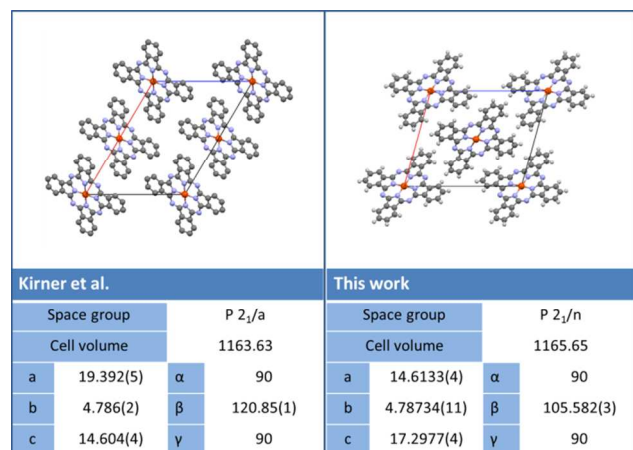 Kirner et al. This work
Space group P 2₁/a Space group P 2₁/n
Cell volume 1163.63 Cell volume 1165.65
a 19.392(5) α 90 a 14.6133(4) α 90
b 4.786(2) β 120.85(1) b 4.78734(11) β 105.582(3)
c 14.604(4) γ 90 c 17.2977(4) γ 90